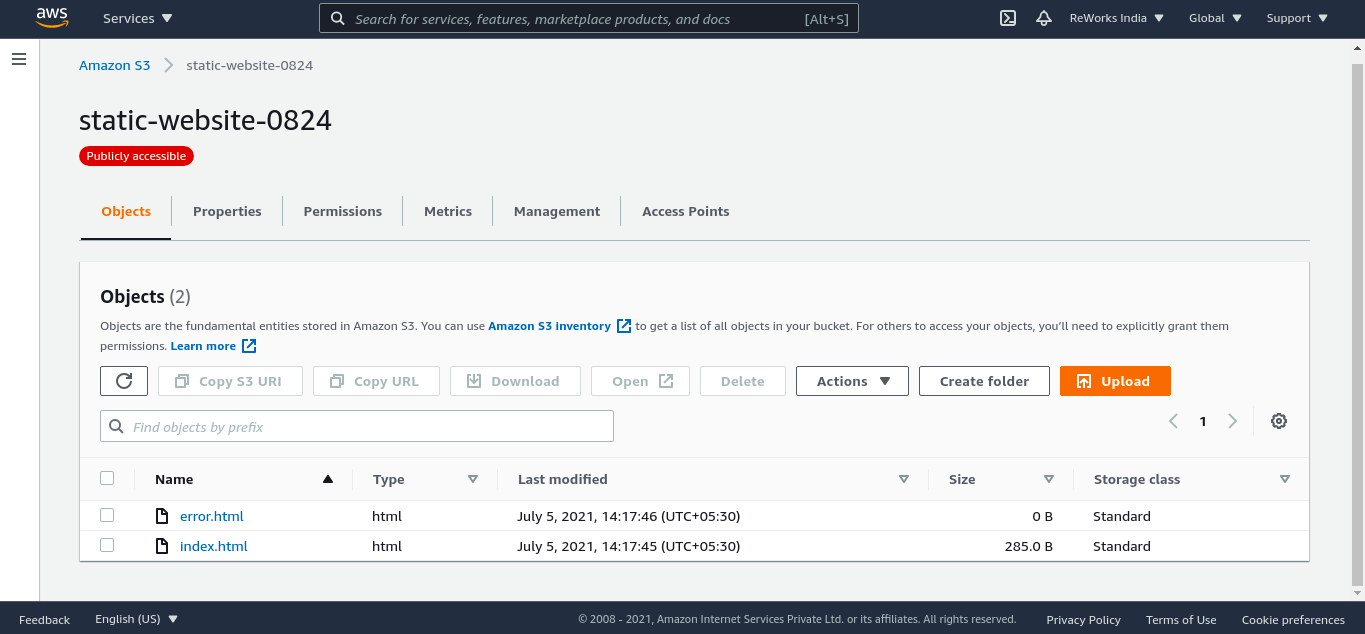 aws Services Search for services, features, marketplace products, and docs [Alt+S] ReWorks India Global Support
Amazon S3 static-website-0824
static-website-0824
Publicly accessible
Objects Properties Permissions Metrics Management Access Points
Objects (2)
Objects are the fundamental entities stored in Amazon S3. You can use Amazon S3 inventory to get a list of all objects in your bucket. For others to access your objects, you'll need to explicitly grant them
permissions. Learn more
Copy S3 URI Copy URL Download Open Delete Actions Create folder Upload
Find objects by prefix 1
Name Type Last modified Size Storage class
error.html html July 5, 2021, 14:17:46 (UTC+05:30) 0 B Standard
index.html html July 5, 2021, 14:17:45 (UTC+05:30) 285.0 B Standard
Feedback English (US) © 2008 - 2021, Amazon Internet Services Private Ltd. or its affiliates. All rights reserved. Privacy Policy Terms of Use Cookie preferences